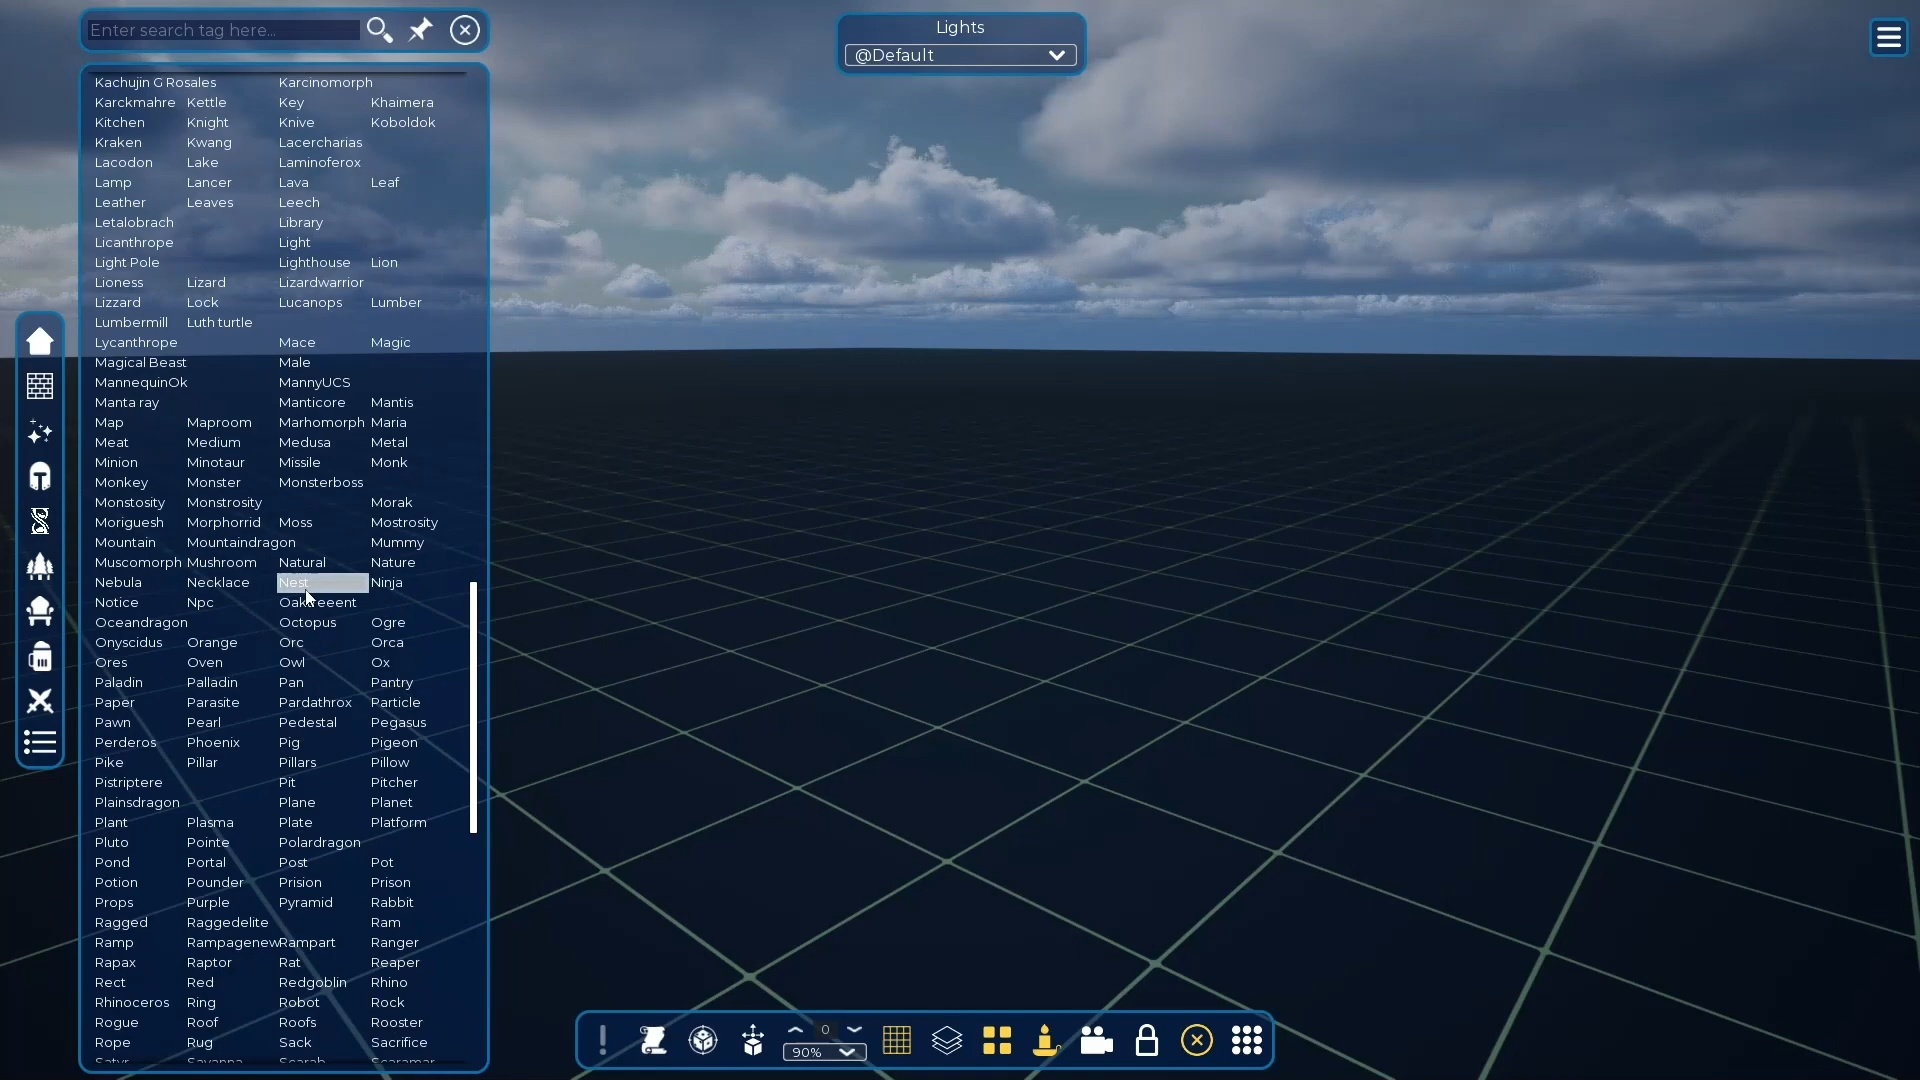 Enter search tag here...
Lights
@Default
Kachujin G Rosales Karcinomorph
Karckmahre Kettle Key Khaimera
Kitchen Knight Knive Koboldok
Kraken Kwang Lacercharias
Lacodon Lake Laminoferox
Lamp Lancer Lava Leaf
Leather Leaves Leech
Letalobrach Library
Licanthrope Light
Light Pole Lighthouse Lion
Lioness Lizard Lizardwarrior
Lizzard Lock Lucanops Lumber
Lumbermill Luth turtle
Lycanthrope Mace Magic
Magical Beast Male
MannequinOk MannyUCS
Manta ray Manticore Mantis
Map Maproom Marhomorph Maria
Meat Medium Medusa Metal
Minion Minotaur Missile Monk
Monkey Monster Monsterboss
Monstosity Monstrosity Morak
Moriguesh Morphorrid Moss Mostrosity
Mountain Mountaindragon Mummy
Muscomorph Mushroom Natural Nature
Nebula Necklace Nest Ninja
Notice Npc
Oceandragon Octopus Ogre
Onyscidus Orange Orc Orca
Ores Oven Owl Ox
Paladin Palladin Pan Pantry
Paper Parasite Pardathrox Particle
Pawn Pearl Pedestal Pegasus
Perderos Phoenix Pig Pigeon
Pike Pillar Pillars Pillow
Pistriptere Pit Pitcher
Plainsdragon Plane Planet
Plant Plasma Plate Platform
Pluto Pointe Polardragon
Pond Portal Post Pot
Potion Pounder Prision Prison
Props Purple Pyramid Rabbit
Ragged Raggedelite Ram
Ramp Rampagenew Rampart Ranger
Rapax Raptor Rat Reaper
Rect Red Redgoblin Rhino
Rhinoceros Ring Robot Rock
Rogue Roof Roofs Rooster
Rope Rug Sack Sacrifice
Satyr Savanna Scarab Scaramar
0
90%